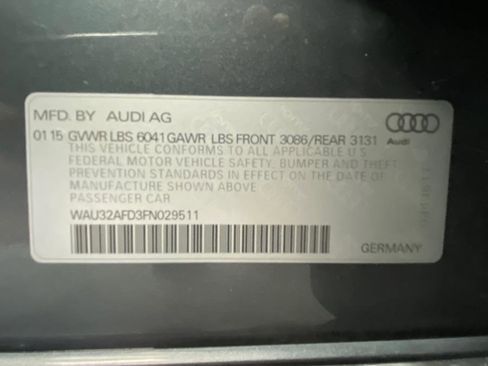 MFD. BY AUDI AG
01 15 GVWR LBS 6041 GAWR LBS FRONT 3086/REAR 3131
Audi
THIS VEHICLE CONFORMS TO ALL APPLICABLE U.S
FEDERAL MOTOR VEHICLE SAFETY, BUMPER AND THEFT
PREVENTION STANDARDS IN EFFECT ON THE DATE OF
MANUFACTURE SHOWN ABOVE
PASSENGER CAR
WAU32AFD3FN029511
GERMANY